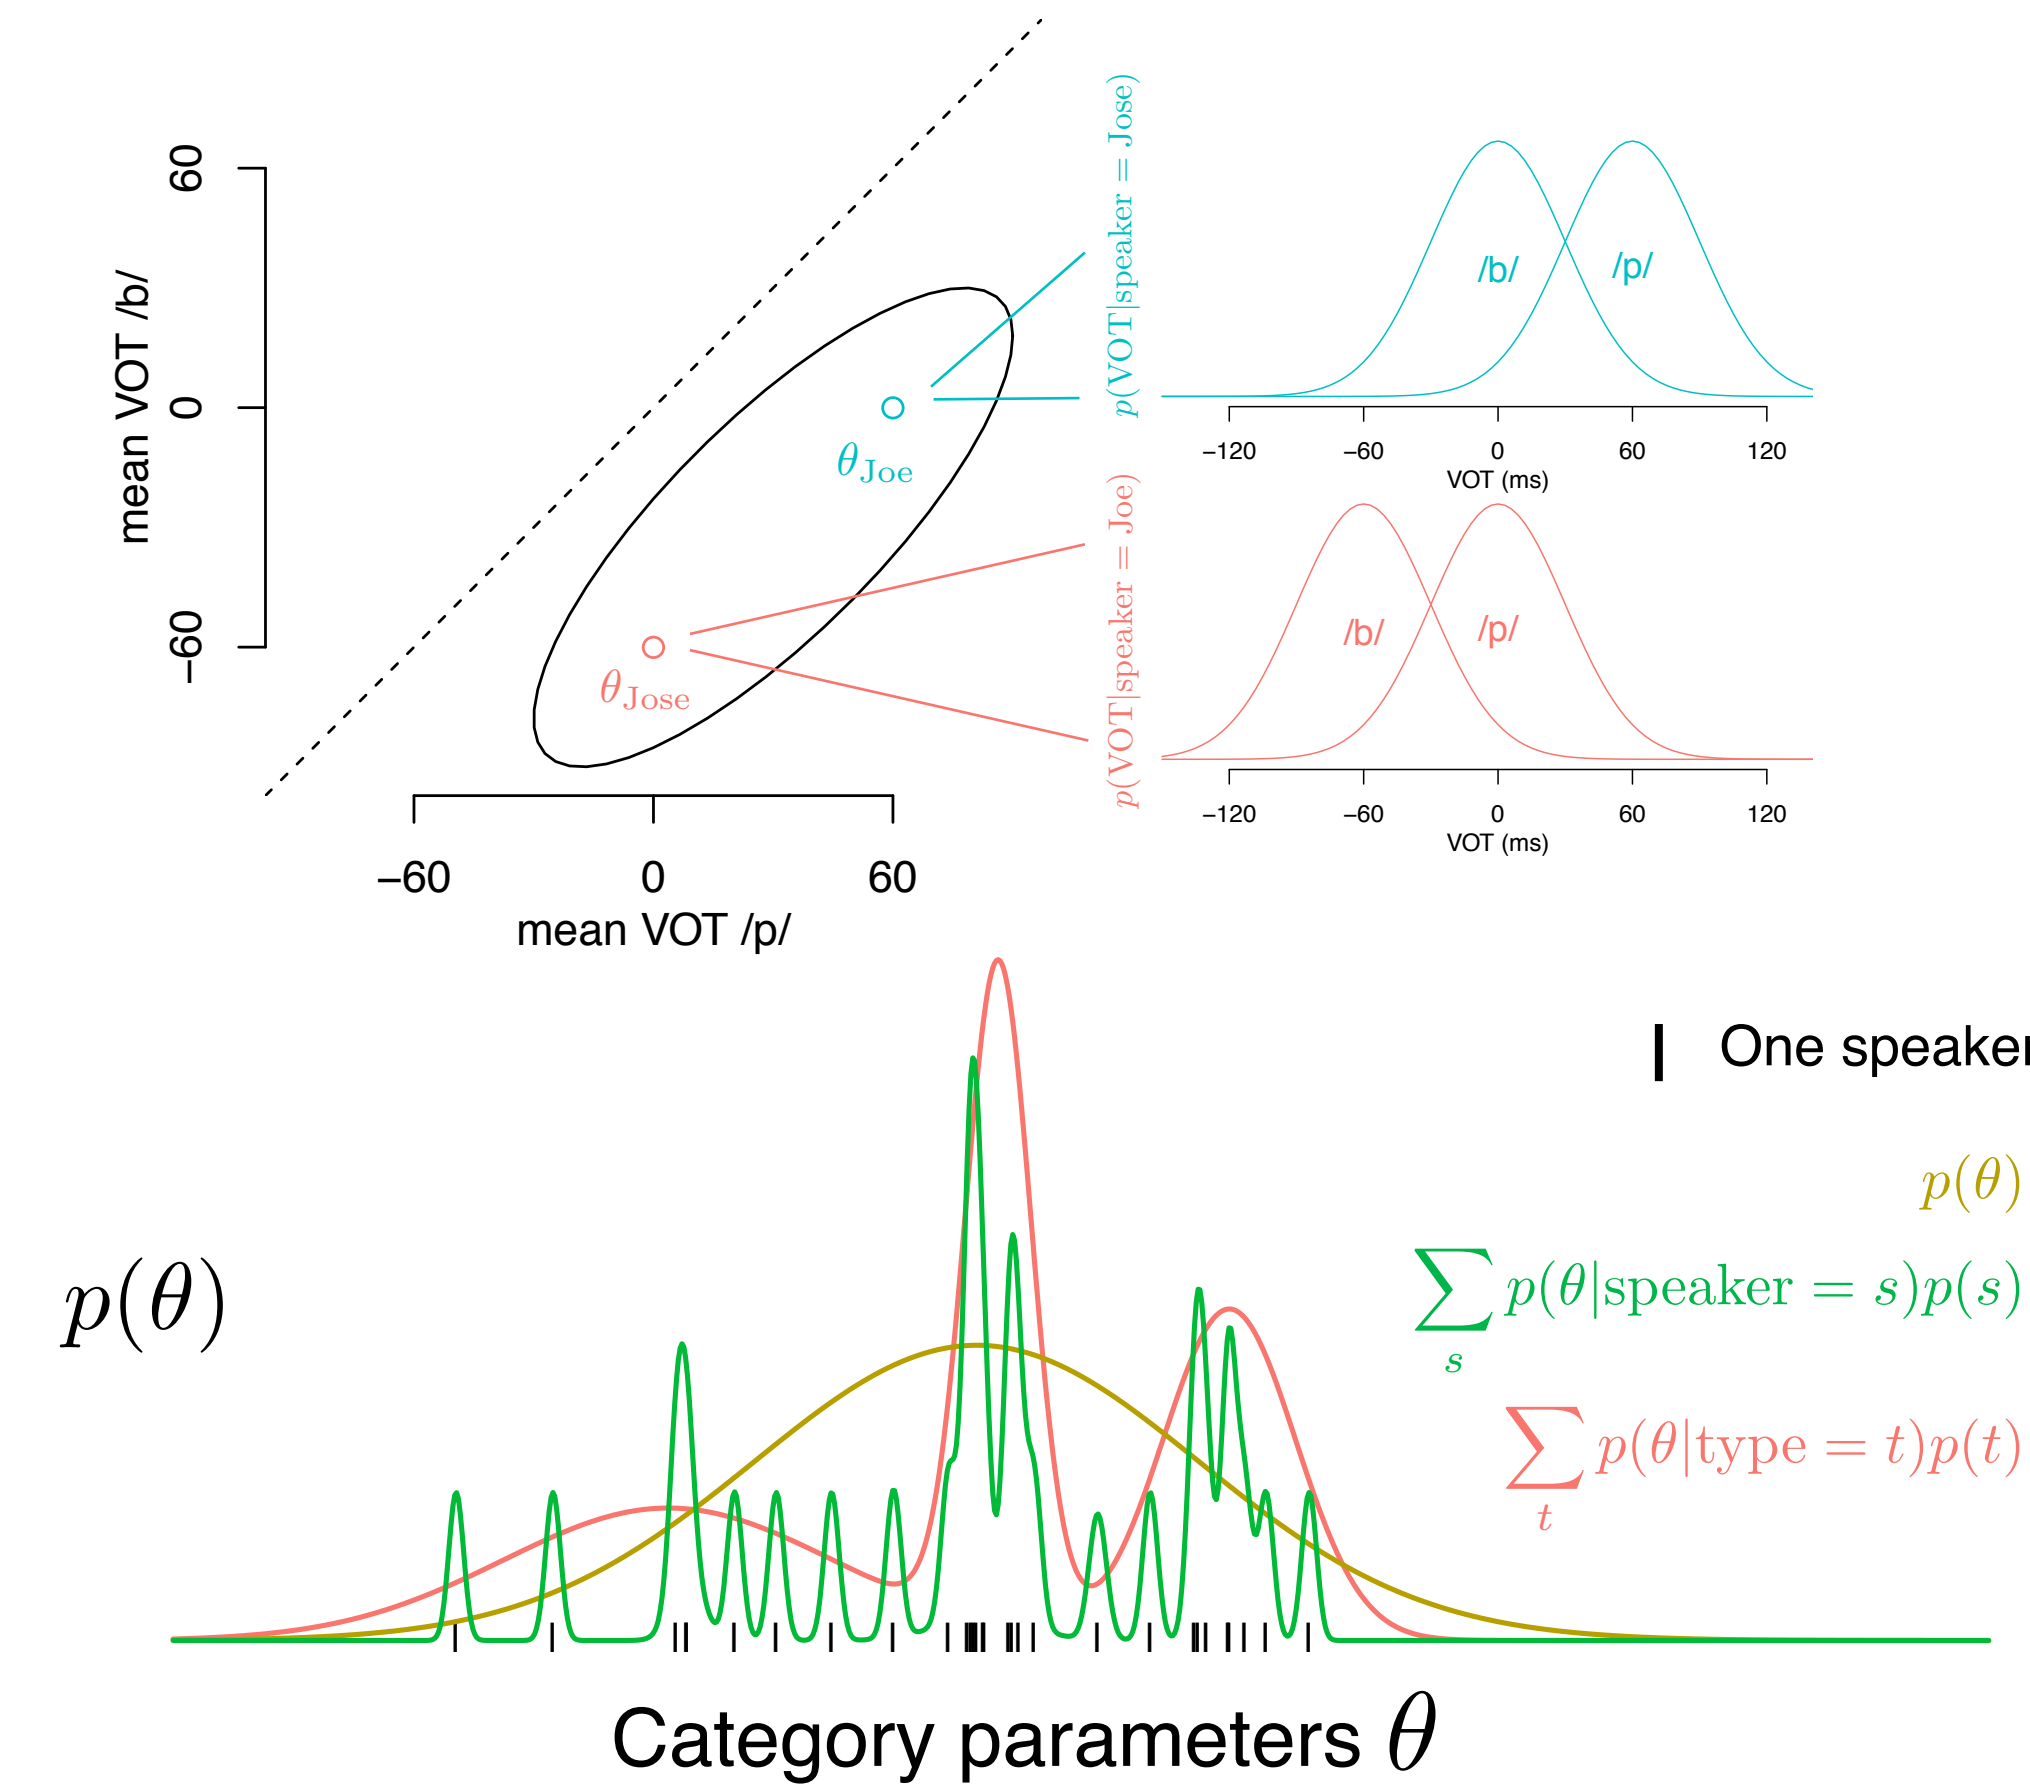 60
0
−60
mean VOT /b/
−60 0 60
mean VOT /p/
θJoe
θJose
p(VOT|speaker = Jose)
/b/ /p/
−120 −60 0 60 120
VOT (ms)
p(VOT|speaker = Joe)
/b/ /p/
−120 −60 0 60 120
VOT (ms)
One speaker
p(θ)
p(θ)
∑s p(θ|speaker = s)p(s)
∑t p(θ|type = t)p(t)
Category parameters θ